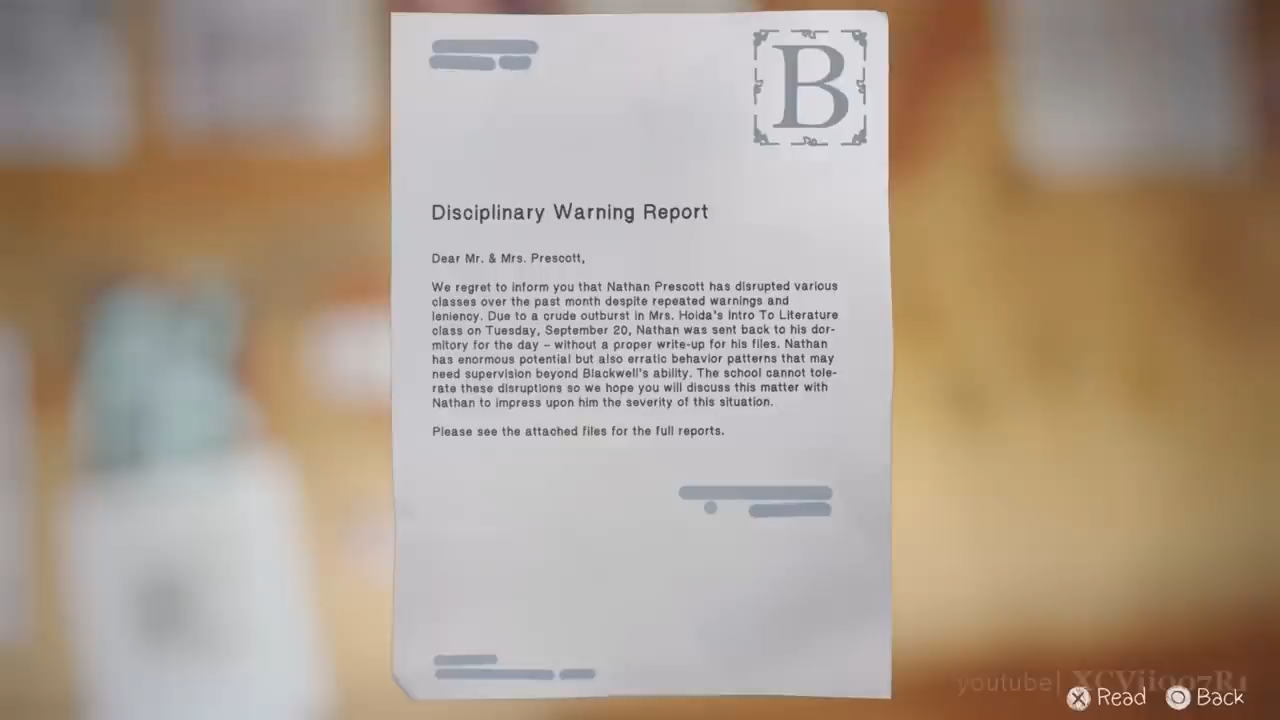 B
Disciplinary Warning Report
Dear Mr. & Mrs. Prescott,
We regret to inform you that Nathan Prescott has disrupted various
classes over the past month despite repeated warnings and
leniency. Due to a crude outburst in Mrs. Hoida's Intro To Literature
class on Tuesday, September 20, Nathan was sent back to his dor-
mitory for the day – without a proper write-up for his files. Nathan
has enormous potential but also erratic behavior patterns that may
need supervision beyond Blackwell's ability. The school cannot tole-
rate these disruptions so we hope you will discuss this matter with
Nathan to impress upon him the severity of this situation.
Please see the attached files for the full reports.
youtube| XCVii007R1
Read Back